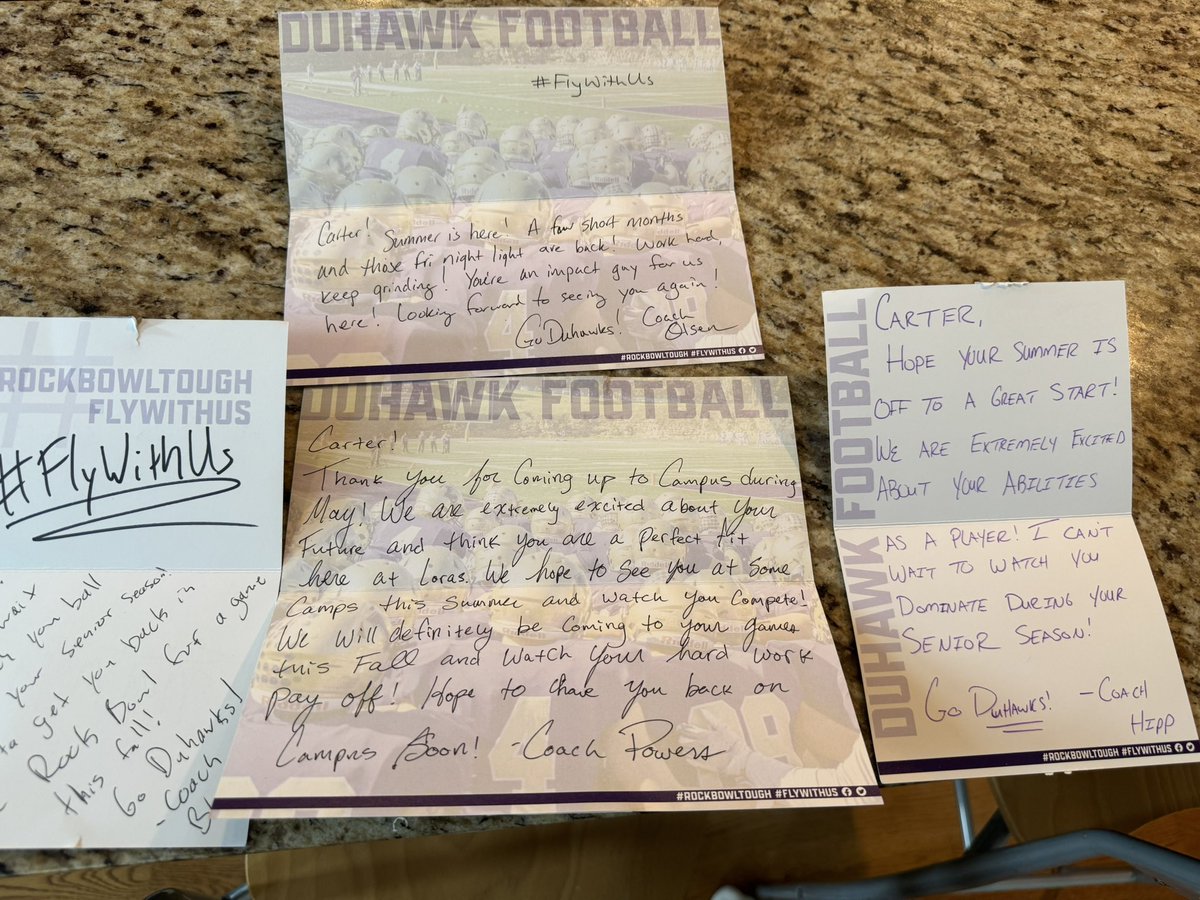 DUHAWK FOOTBALL
#FlyWithUs
Carter! Summer is here! A few short months
and those fri night light are back! Work hard,
keep grinding! You're an impact guy for us
here! Looking forward to seeing you again!
Go Duhawks! Coach
Olsen
#ROCKBOWLTOUGH #FLYWITHUS
ROCKBOWLTOUGH
FLYWITHUS
#FlyWithUs
you ball
your senior season!
get you back in
Rock Bowl for a game
this fall!
Go Duhawks!
-Coach
DUHAWK FOOTBALL
Carter!
Thank you for coming up to Campus during
May! We are extremely excited about your
Future and think you are a perfect fit
here at Loras. We hope to see you at some
Camps this Summer and watch you compete!
We will definitely be coming to your games
this Fall and watch your hard work
pay off! Hope to have you back on
Campus Soon! -Coach Powers
#ROCKBOWLTOUGH #FLYWITHUS
DUHAWK FOOTBALL
CARTER,
HOPE YOUR SUMMER IS
OFF TO A GREAT START!
WE ARE EXTREMELY EXCITED
ABOUT YOUR ABILITIES
AS A PLAYER! I CAN'T
WAIT TO WATCH YOU
DOMINATE DURING YOUR
SENIOR SEASON!
GO DUHAWKS! -COACH
HIPP
#ROCKBOWLTOUGH #FLYWITHUS